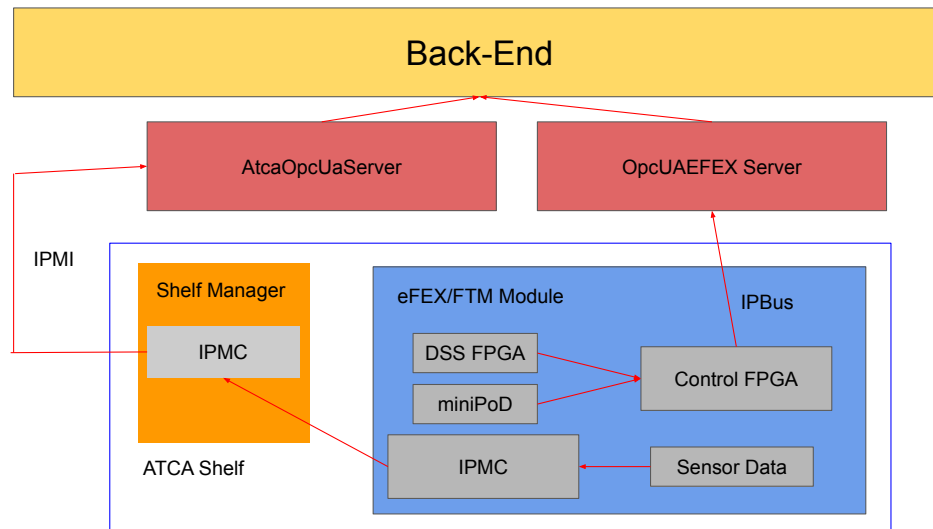 Back-End
AtcaOpcUaServer
OpcUAEFEX Server
IPMI
Shelf Manager
IPMC
ATCA Shelf
eFEX/FTM Module
IPBus
DSS FPGA
miniPoD
Control FPGA
IPMC
Sensor Data